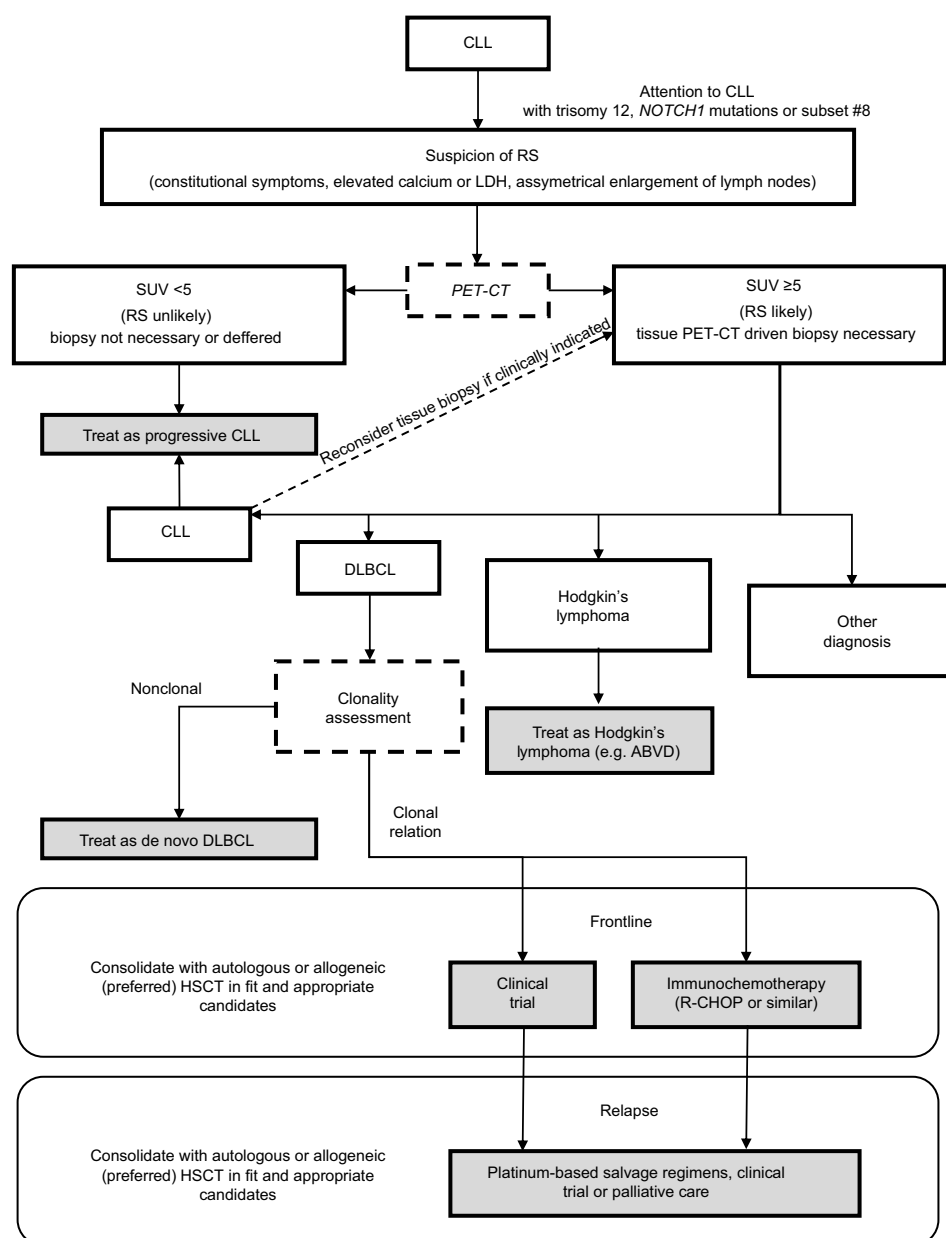 CLL
Attention to CLL
with trisomy 12, NOTCH1 mutations or subset #8
Suspicion of RS
(constitutional symptoms, elevated calcium or LDH, assymetrical enlargement of lymph nodes)
SUV <5
(RS unlikely)
biopsy not necessary or deffered
PET-CT
SUV ≥5
(RS likely)
tissue PET-CT driven biopsy necessary
Reconsider tissue biopsy if clinically indicated
Treat as progressive CLL
CLL
DLBCL
Hodgkin's
lymphoma
Other
diagnosis
Nonclonal
Clonality
assessment
Treat as Hodgkin's
lymphoma (e.g. ABVD)
Clonal
relation
Treat as de novo DLBCL
Frontline
Consolidate with autologous or allogeneic
(preferred) HSCT in fit and appropriate
candidates
Clinical
trial
Immunochemotherapy
(R-CHOP or similar)
Relapse
Consolidate with autologous or allogeneic
(preferred) HSCT in fit and appropriate
candidates
Platinum-based salvage regimens, clinical
trial or palliative care